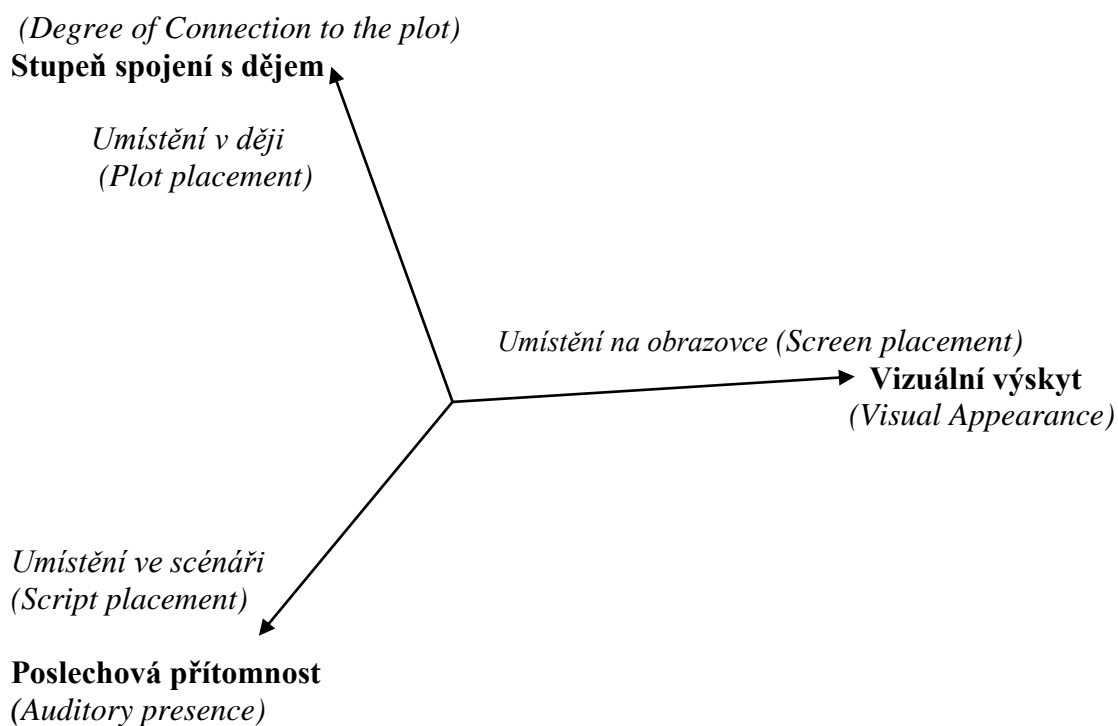 (Degree of Connection to the plot)
Stupeň spojení s dějem
Umístění v ději
(Plot placement)
Umístění na obrazovce (Screen placement)
Vizuální výskyt
(Visual Appearance)
Umístění ve scénáři
(Script placement)
Poslechová přítomnost
(Auditory presence)